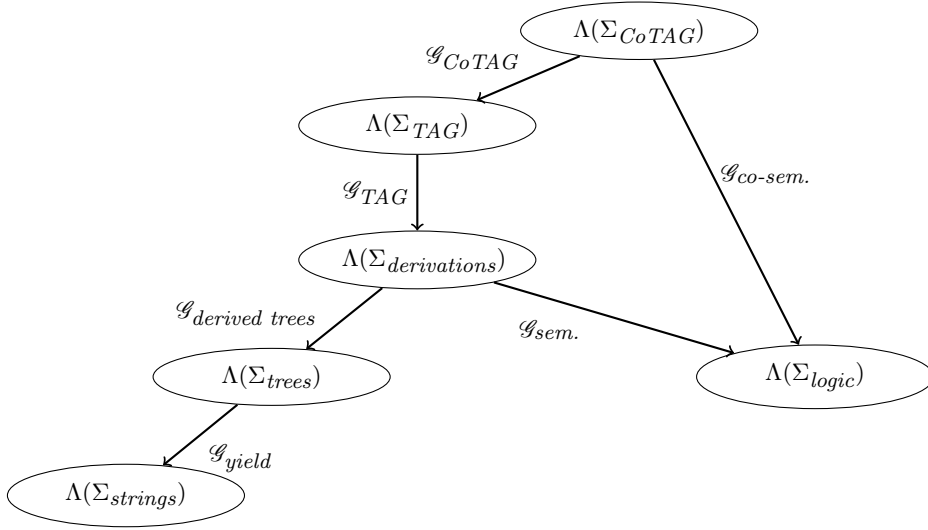 Λ(Σ_CoTAG)
𝒢_CoTAG
Λ(Σ_TAG)
𝒢_co-sem.
𝒢_TAG
Λ(Σ_derivations)
𝒢_derived trees
𝒢_sem.
Λ(Σ_trees)
Λ(Σ_logic)
𝒢_yield
Λ(Σ_strings)